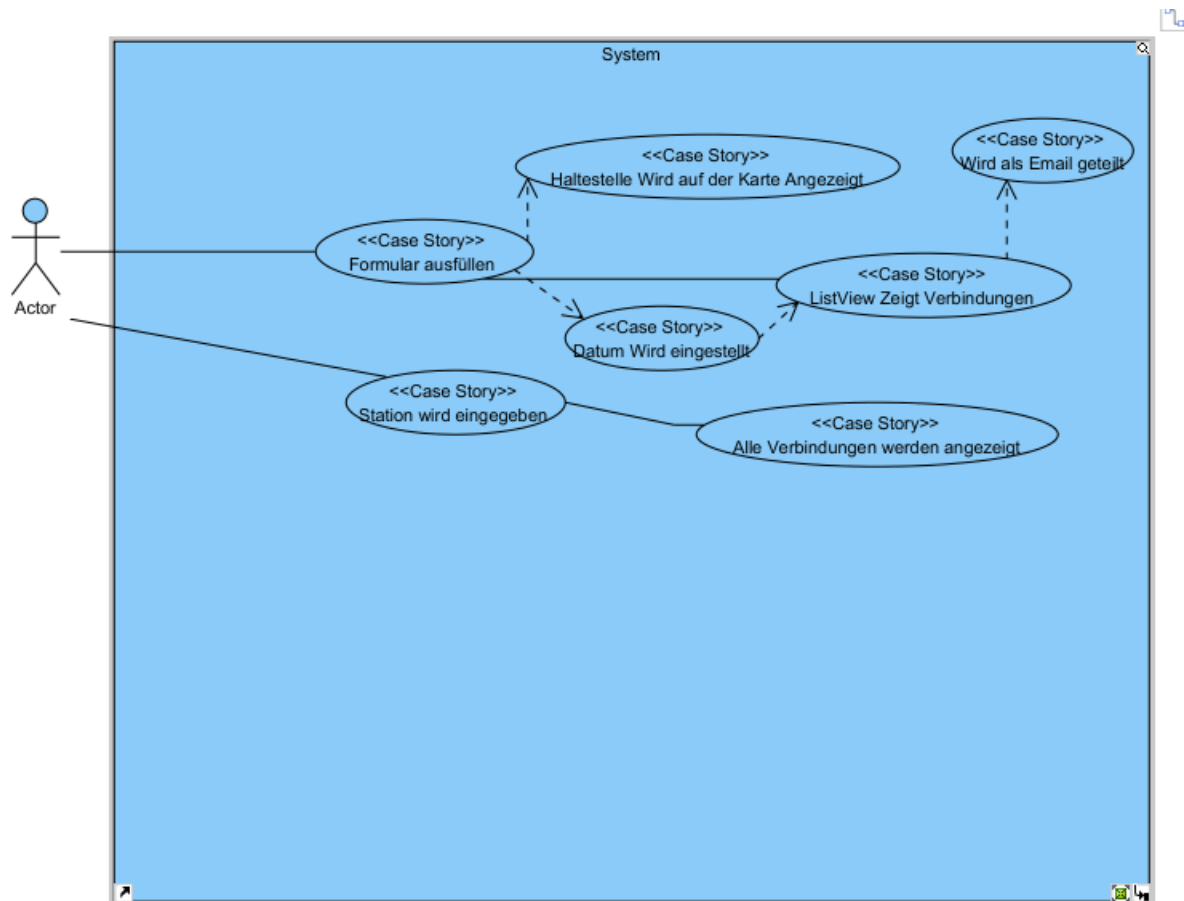 System
<<Case Story>>
Haltestelle Wird auf der Karte Angezeigt
<<Case Story>>
Wird als Email geteilt
<<Case Story>>
Formular ausfüllen
<<Case Story>>
ListView Zeigt Verbindungen
Actor
<<Case Story>>
Datum Wird eingestellt
<<Case Story>>
Station wird eingegeben
<<Case Story>>
Alle Verbindungen werden angezeigt